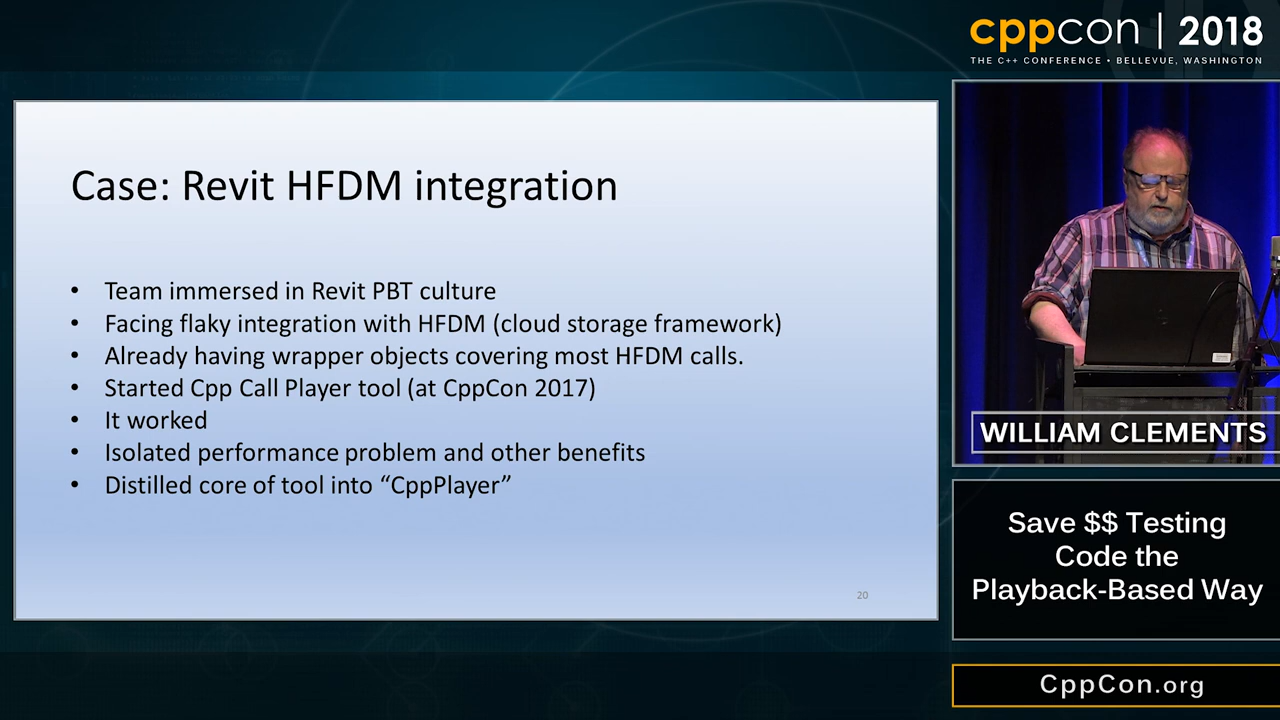 cppcon | 2018
THE C++ CONFERENCE • BELLEVUE, WASHINGTON
Case: Revit HFDM integration
• Team immersed in Revit PBT culture
• Facing flaky integration with HFDM (cloud storage framework)
• Already having wrapper objects covering most HFDM calls.
• Started Cpp Call Player tool (at CppCon 2017)
• It worked
• Isolated performance problem and other benefits
• Distilled core of tool into “CppPlayer”
20
WILLIAM CLEMENTS
Save $$ Testing
Code the
Playback-Based Way
CppCon.org